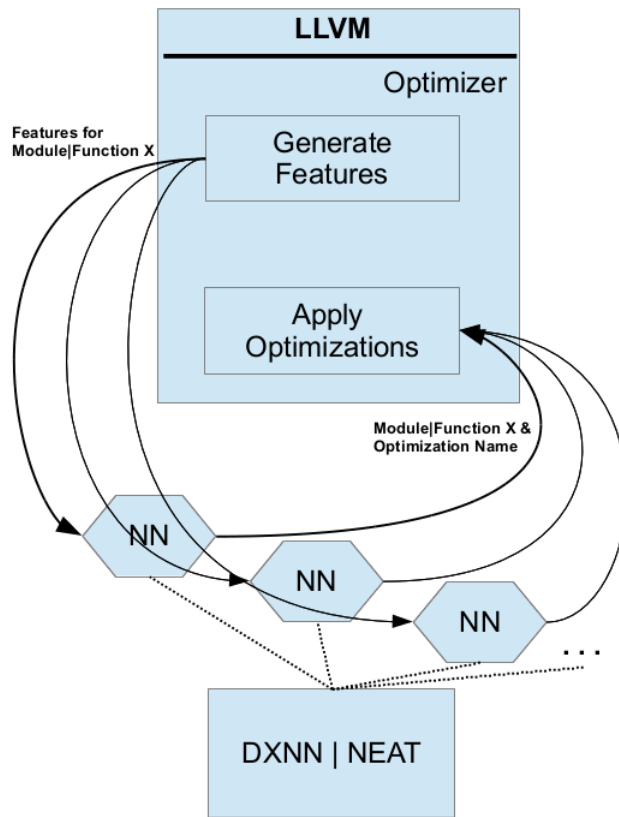 LLVM
Optimizer
Features for
Module|Function X
Generate
Features
Apply
Optimizations
Module|Function X &
Optimization Name
NN
NN
NN
...
DXNN | NEAT